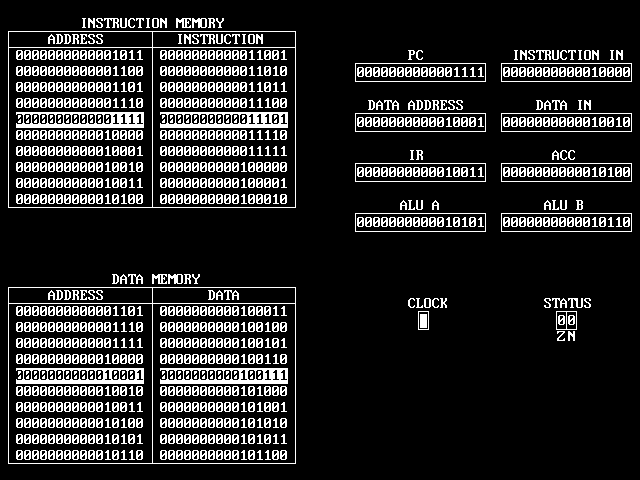 INSTRUCTION MEMORY
ADDRESS INSTRUCTION
0000000000001011 0000000000011001
0000000000001100 0000000000011010
0000000000001101 0000000000011011
0000000000001110 0000000000011100
0000000000001111 0000000000011101
0000000000010000 0000000000011110
0000000000010001 0000000000011111
0000000000010010 0000000000100000
0000000000010011 0000000000100001
0000000000010100 0000000000100010
PC INSTRUCTION IN
0000000000001111 0000000000010000
DATA ADDRESS DATA IN
0000000000010001 0000000000010010
IR ACC
0000000000010011 0000000000010100
ALU A ALU B
0000000000010101 0000000000010110
DATA MEMORY
ADDRESS DATA
0000000000001101 0000000000100011
0000000000001110 0000000000100100
0000000000001111 0000000000100101
0000000000010000 0000000000100110
0000000000010001 0000000000100111
0000000000010010 0000000000101000
0000000000010011 0000000000101001
0000000000010100 0000000000101010
0000000000010101 0000000000101011
0000000000010110 0000000000101100
CLOCK STATUS
00
ZN